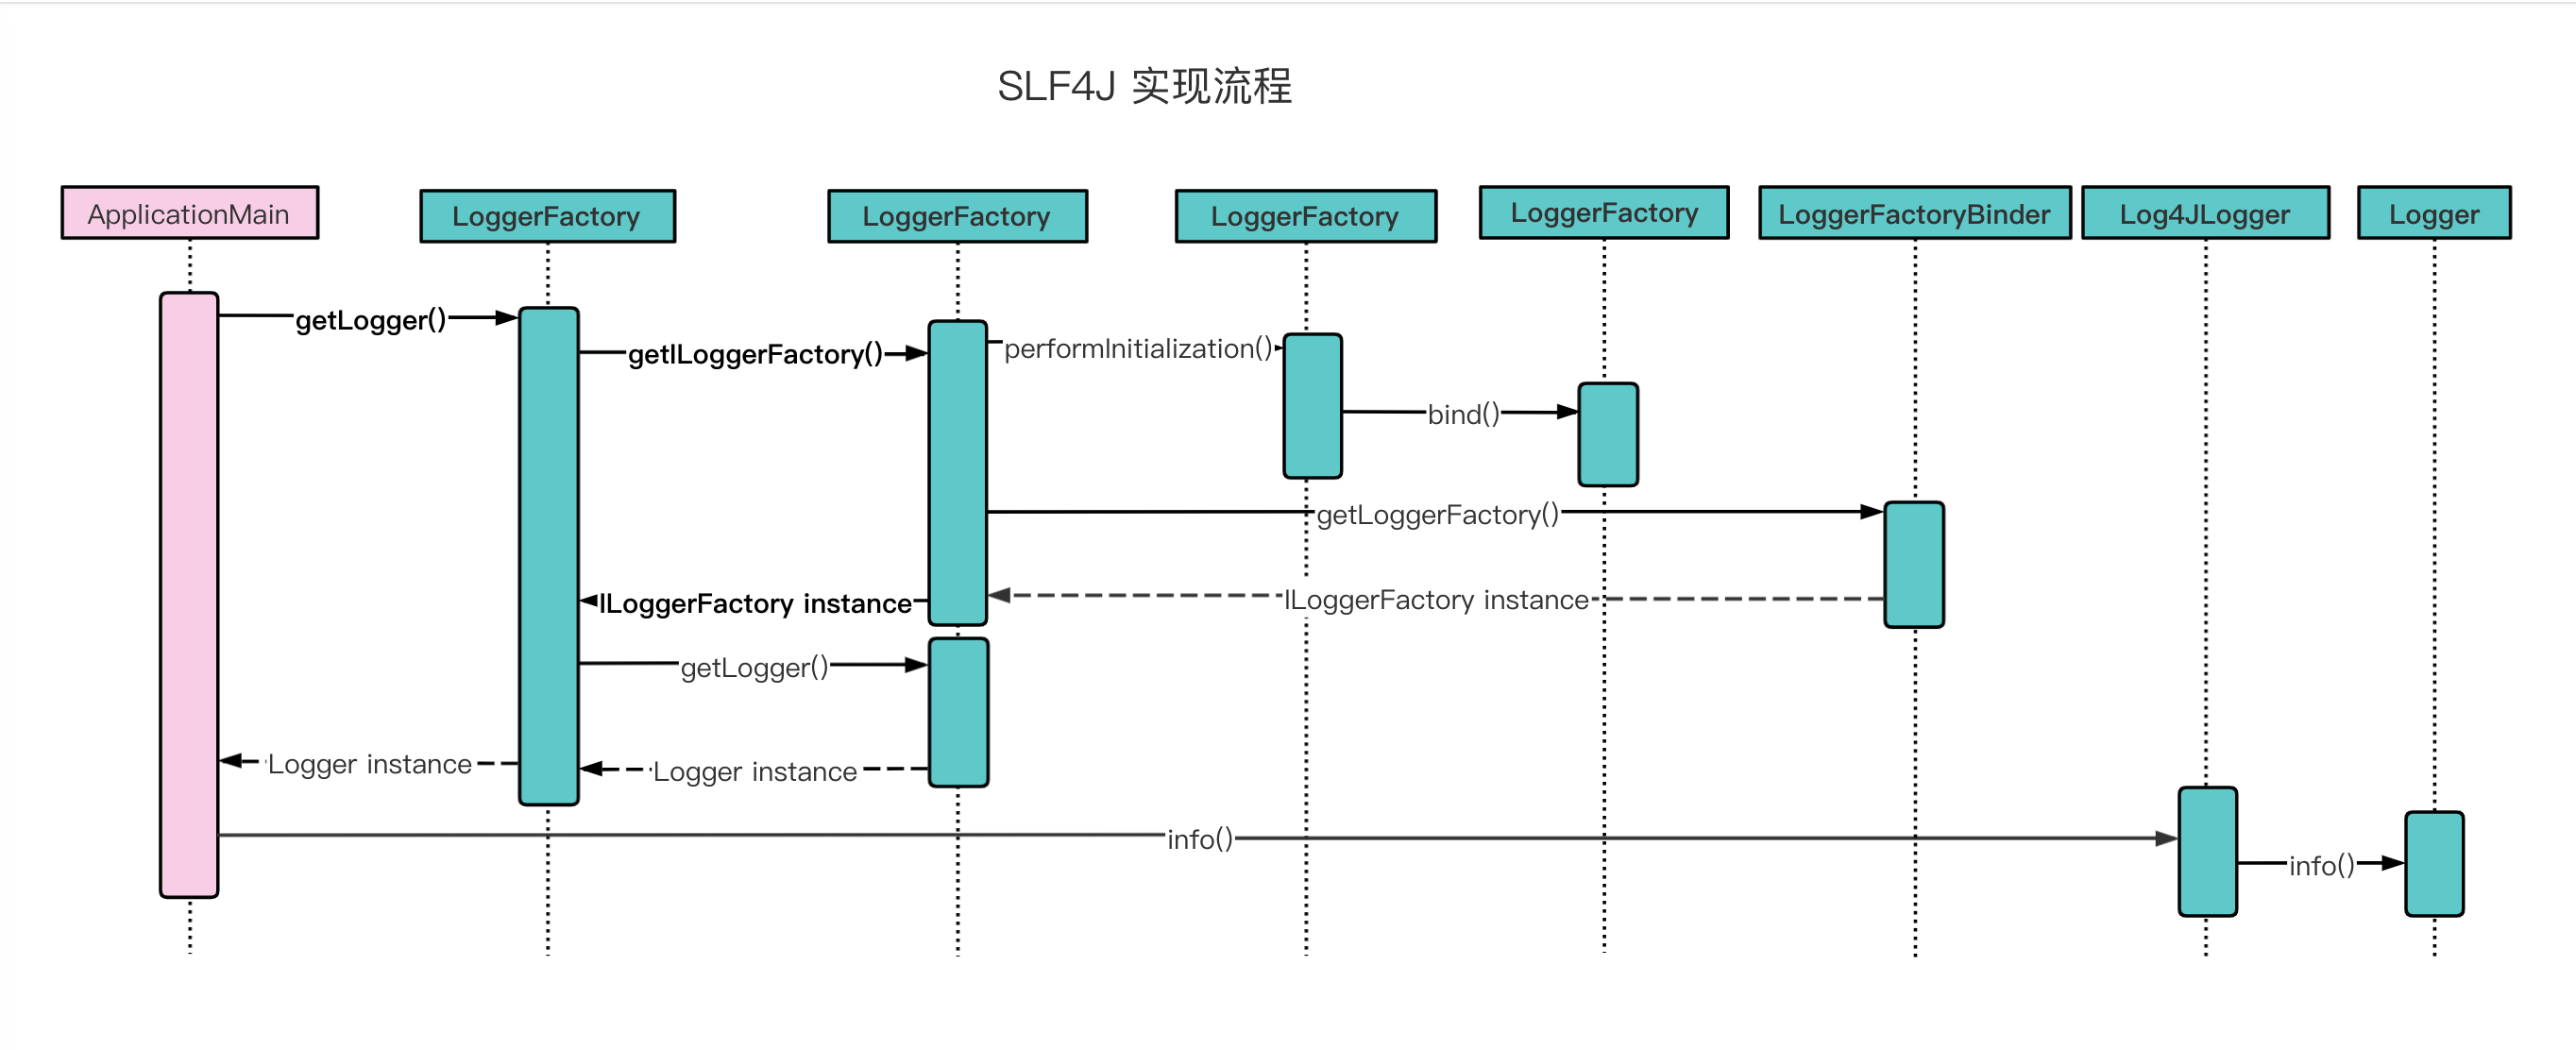 SLF4J 实现流程
ApplicationMain
LoggerFactory
LoggerFactory
LoggerFactory
LoggerFactory
LoggerFactoryBinder
Log4JLogger
Logger
getLogger()
getILoggerFactory()
performInitialization()
bind()
getLoggerFactory()
ILoggerFactory instance
ILoggerFactory instance
getLogger()
Logger instance
Logger instance
info()
info()